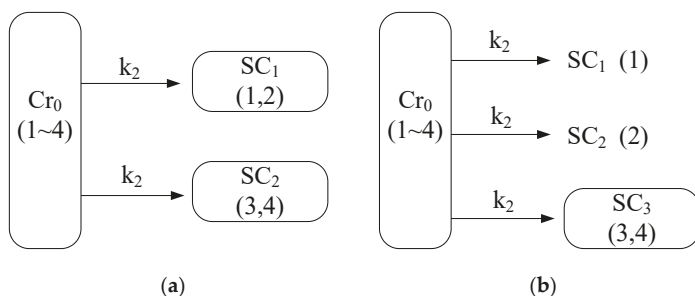 Cr₀
(1~4)
k₂
SC₁
(1,2)
k₂
SC₂
(3,4)
(a)
Cr₀
(1~4)
k₂
SC₁ (1)
k₂
SC₂ (2)
k₂
SC₃
(3,4)
(b)